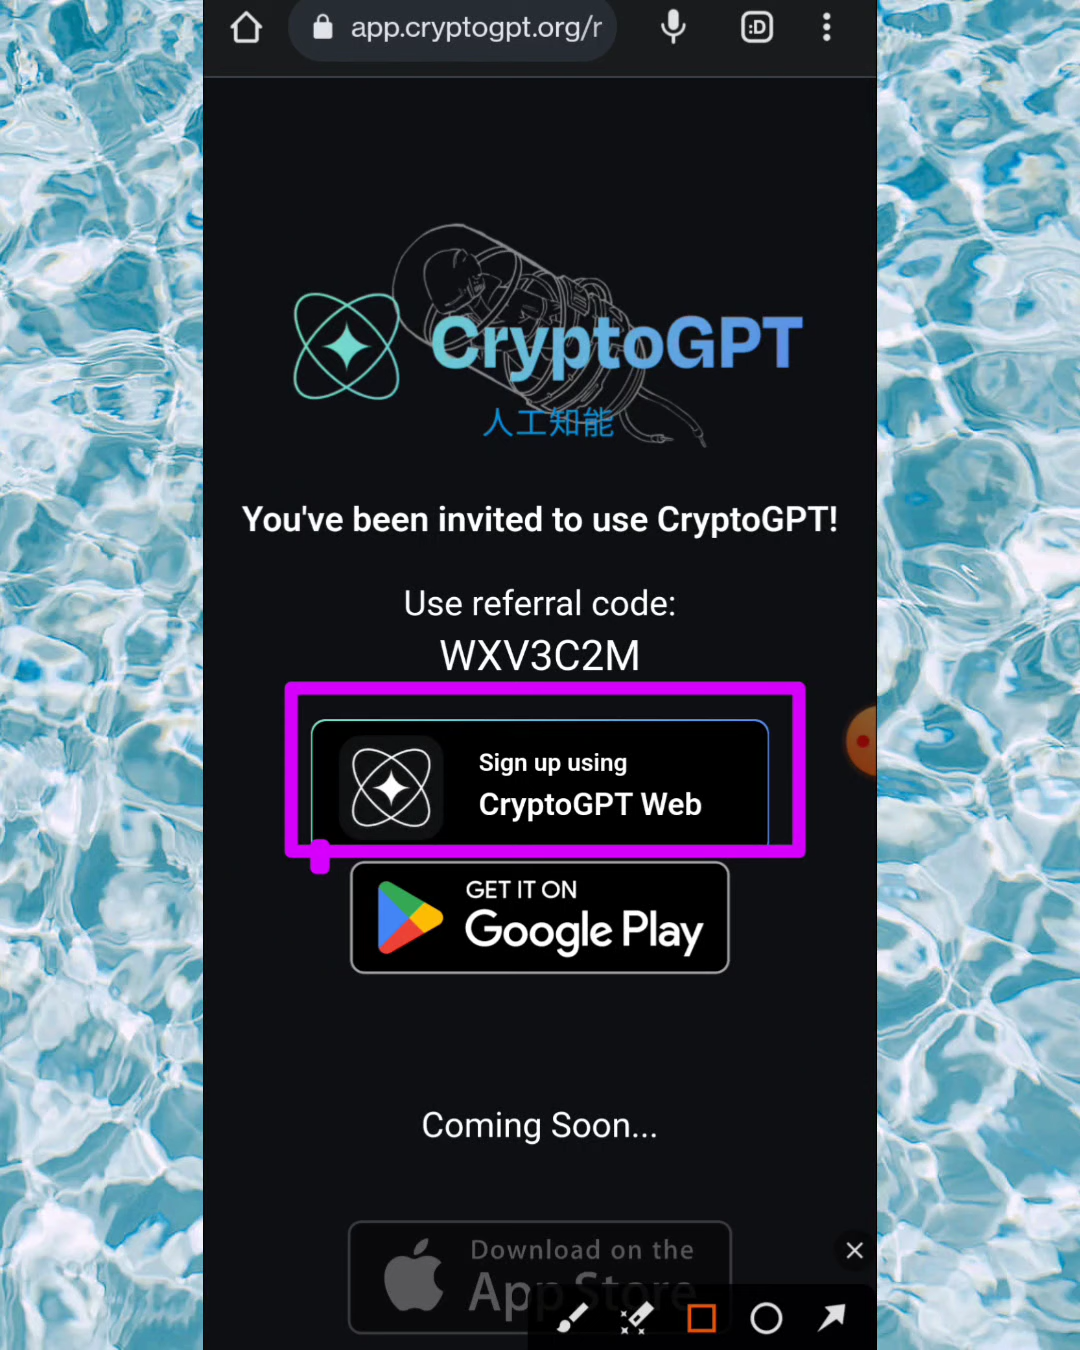 app.cryptogpt.org/r
:D
CryptoGPT
人工知能
You've been invited to use CryptoGPT!
Use referral code:
WXV3C2M
Sign up using
CryptoGPT Web
GET IT ON
Google Play
Coming Soon...
Download on the
App Store